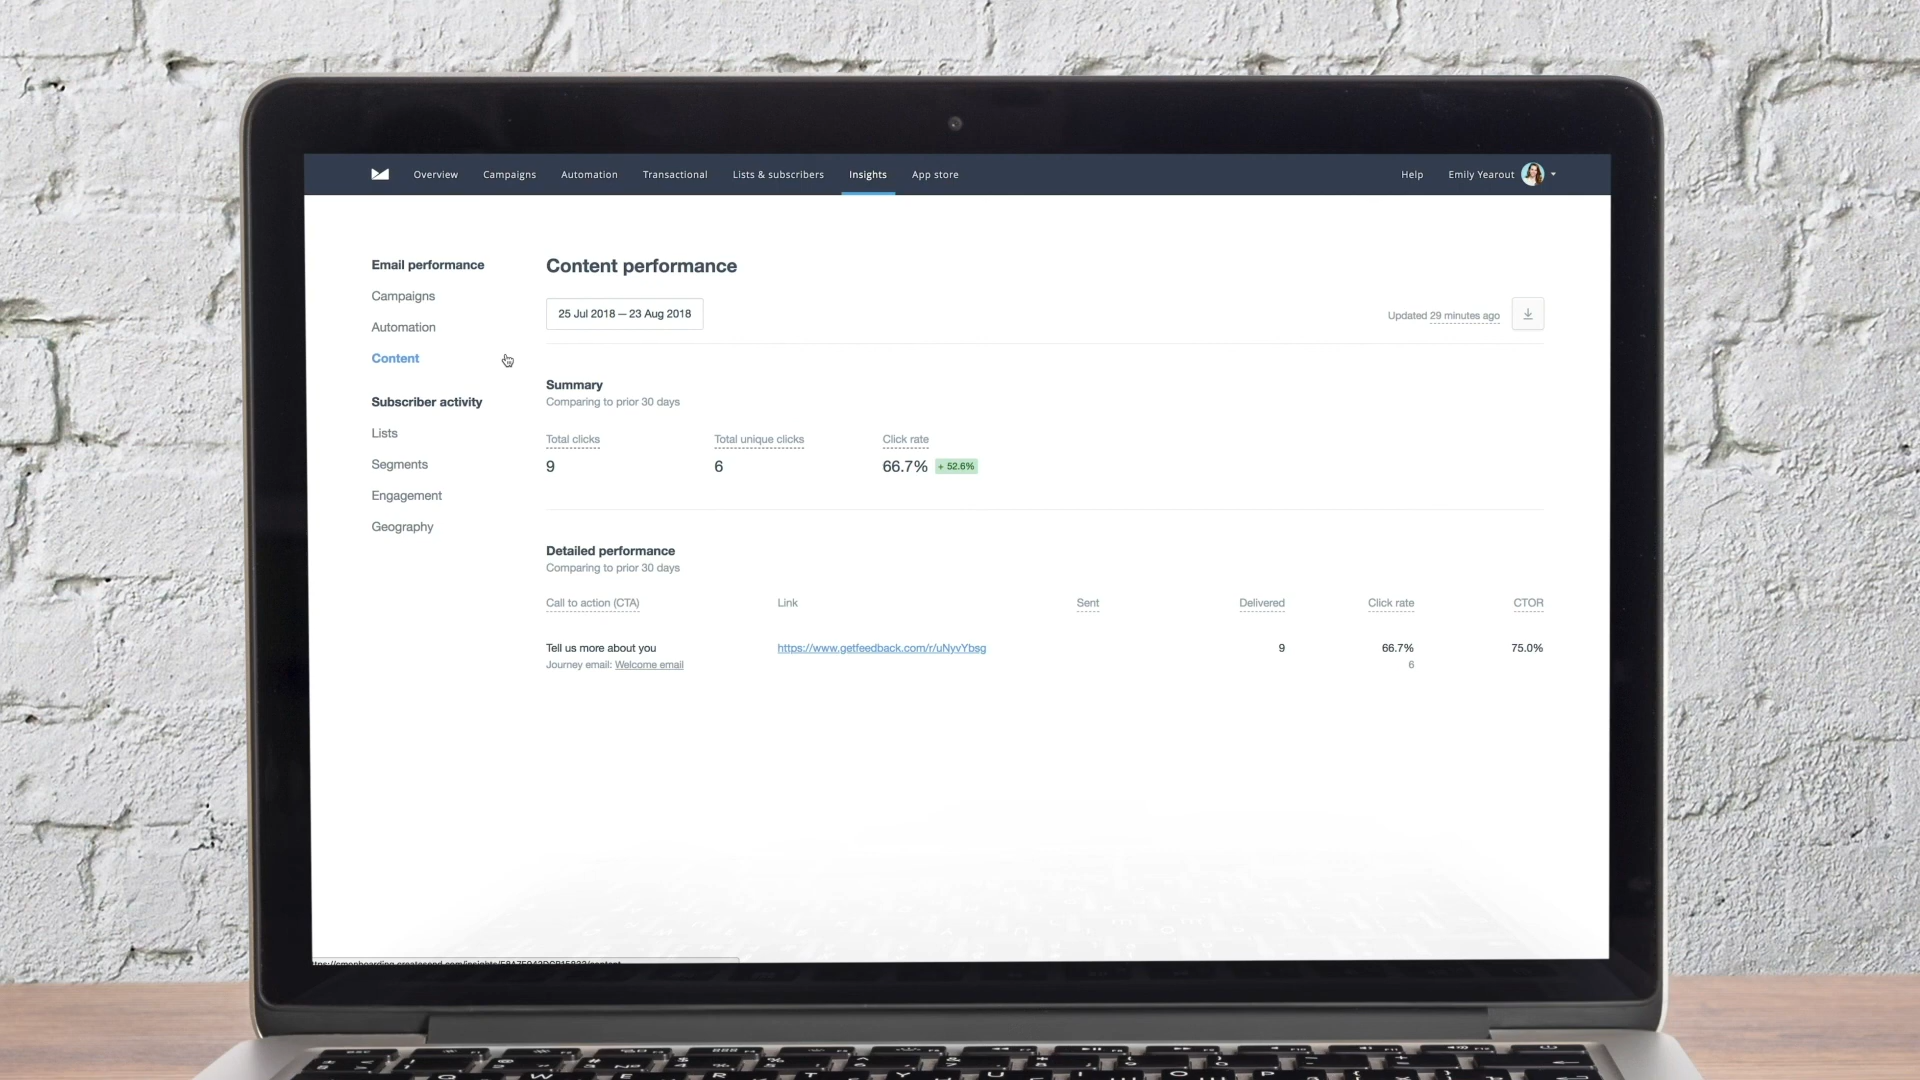 Overview Campaigns Automation Transactional Lists & subscribers Insights App store Help Emily Yearout
Email performance
Campaigns
Automation
Content
Subscriber activity
Lists
Segments
Engagement
Geography
Content performance
25 Jul 2018 — 23 Aug 2018
Updated 29 minutes ago
Summary
Comparing to prior 30 days
Total clicks Total unique clicks Click rate
9 6 66.7% + 52.6%
Detailed performance
Comparing to prior 30 days
Call to action (CTA) Link Sent Delivered Click rate CTOR
Tell us more about you https://www.getfeedback.com/r/uNyvYbsg 9 66.7% 75.0%
Journey email: Welcome email 6